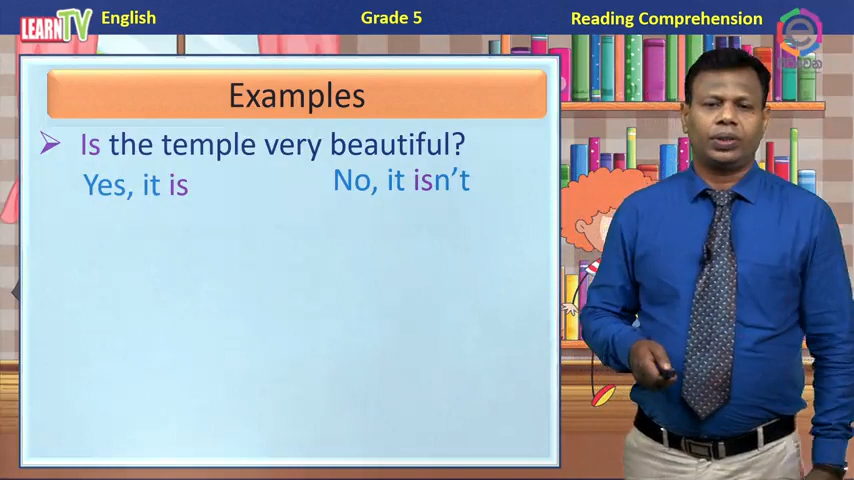 LEARN TV English Grade 5 Reading Comprehension
Examples
➢ Is the temple very beautiful?
Yes, it is No, it isn't